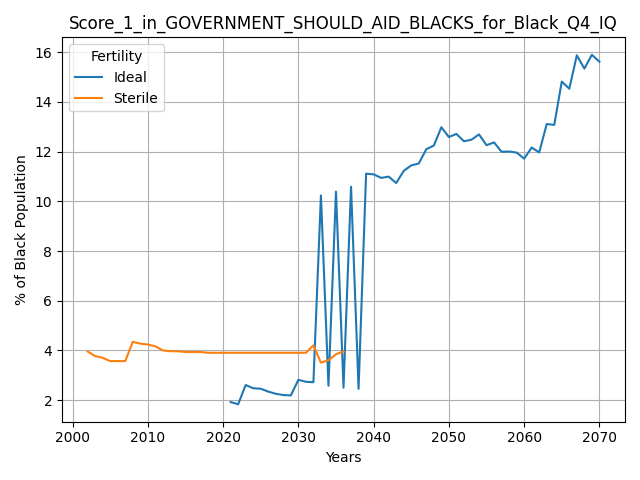 Score_1_in_GOVERNMENT_SHOULD_AID_BLACKS_for_Black_Q4_IQ
Fertility
Ideal
Sterile
% of Black Population
16
14
12
10
8
6
4
2
2000 2010 2020 2030 2040 2050 2060 2070
Years